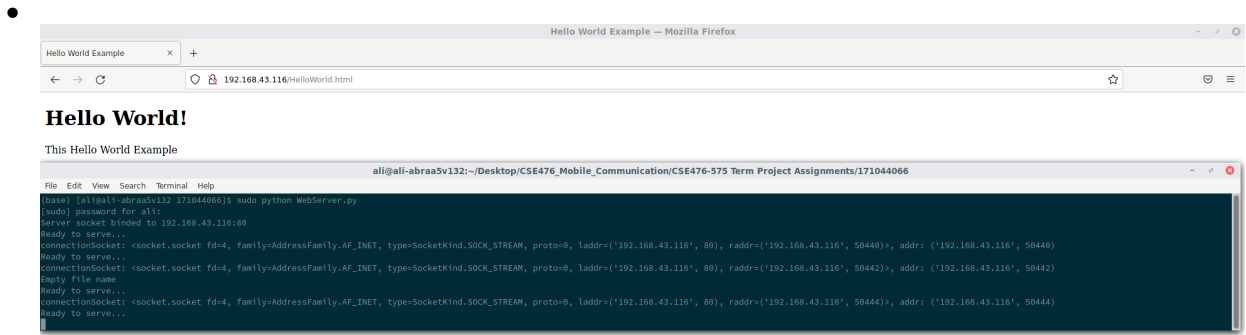 Hello World Example — Mozilla Firefox
Hello World Example
192.168.43.116/HelloWorld.html
Hello World!
This Hello World Example
ali@ali-abraa5v132:~/Desktop/CSE476_Mobile_Communication/CSE476-575 Term Project Assignments/171044066
File Edit View Search Terminal Help
(base) [ali@ali-abraa5v132 171044066]$ sudo python WebServer.py
[sudo] password for ali:
Server socket binded to 192.168.43.116:80
Ready to serve...
connectionSocket: <socket.socket fd=4, family=AddressFamily.AF_INET, type=SocketKind.SOCK_STREAM, proto=0, laddr=('192.168.43.116', 80), raddr=('192.168.43.116', 50440)>, addr: ('192.168.43.116', 50440)
Ready to serve...
connectionSocket: <socket.socket fd=4, family=AddressFamily.AF_INET, type=SocketKind.SOCK_STREAM, proto=0, laddr=('192.168.43.116', 80), raddr=('192.168.43.116', 50442)>, addr: ('192.168.43.116', 50442)
Empty file name
Ready to serve...
connectionSocket: <socket.socket fd=4, family=AddressFamily.AF_INET, type=SocketKind.SOCK_STREAM, proto=0, laddr=('192.168.43.116', 80), raddr=('192.168.43.116', 50444)>, addr: ('192.168.43.116', 50444)
Ready to serve...